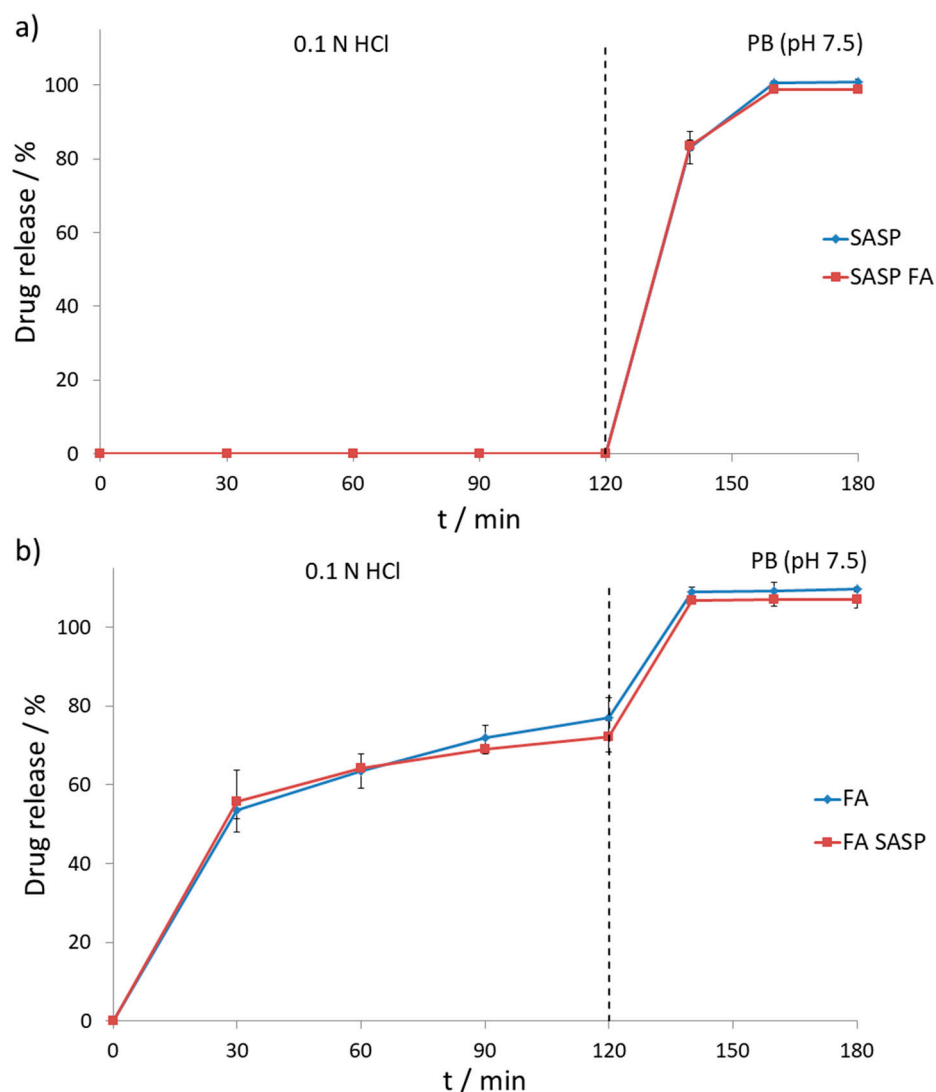 a)
0.1 N HCl
PB (pH 7.5)
Drug release / %
100
80
60
40
20
0
0 30 60 90 120 150 180
t / min
SASP
SASP FA
b)
0.1 N HCl
PB (pH 7.5)
Drug release / %
100
80
60
40
20
0
0 30 60 90 120 150 180
t / min
FA
FA SASP